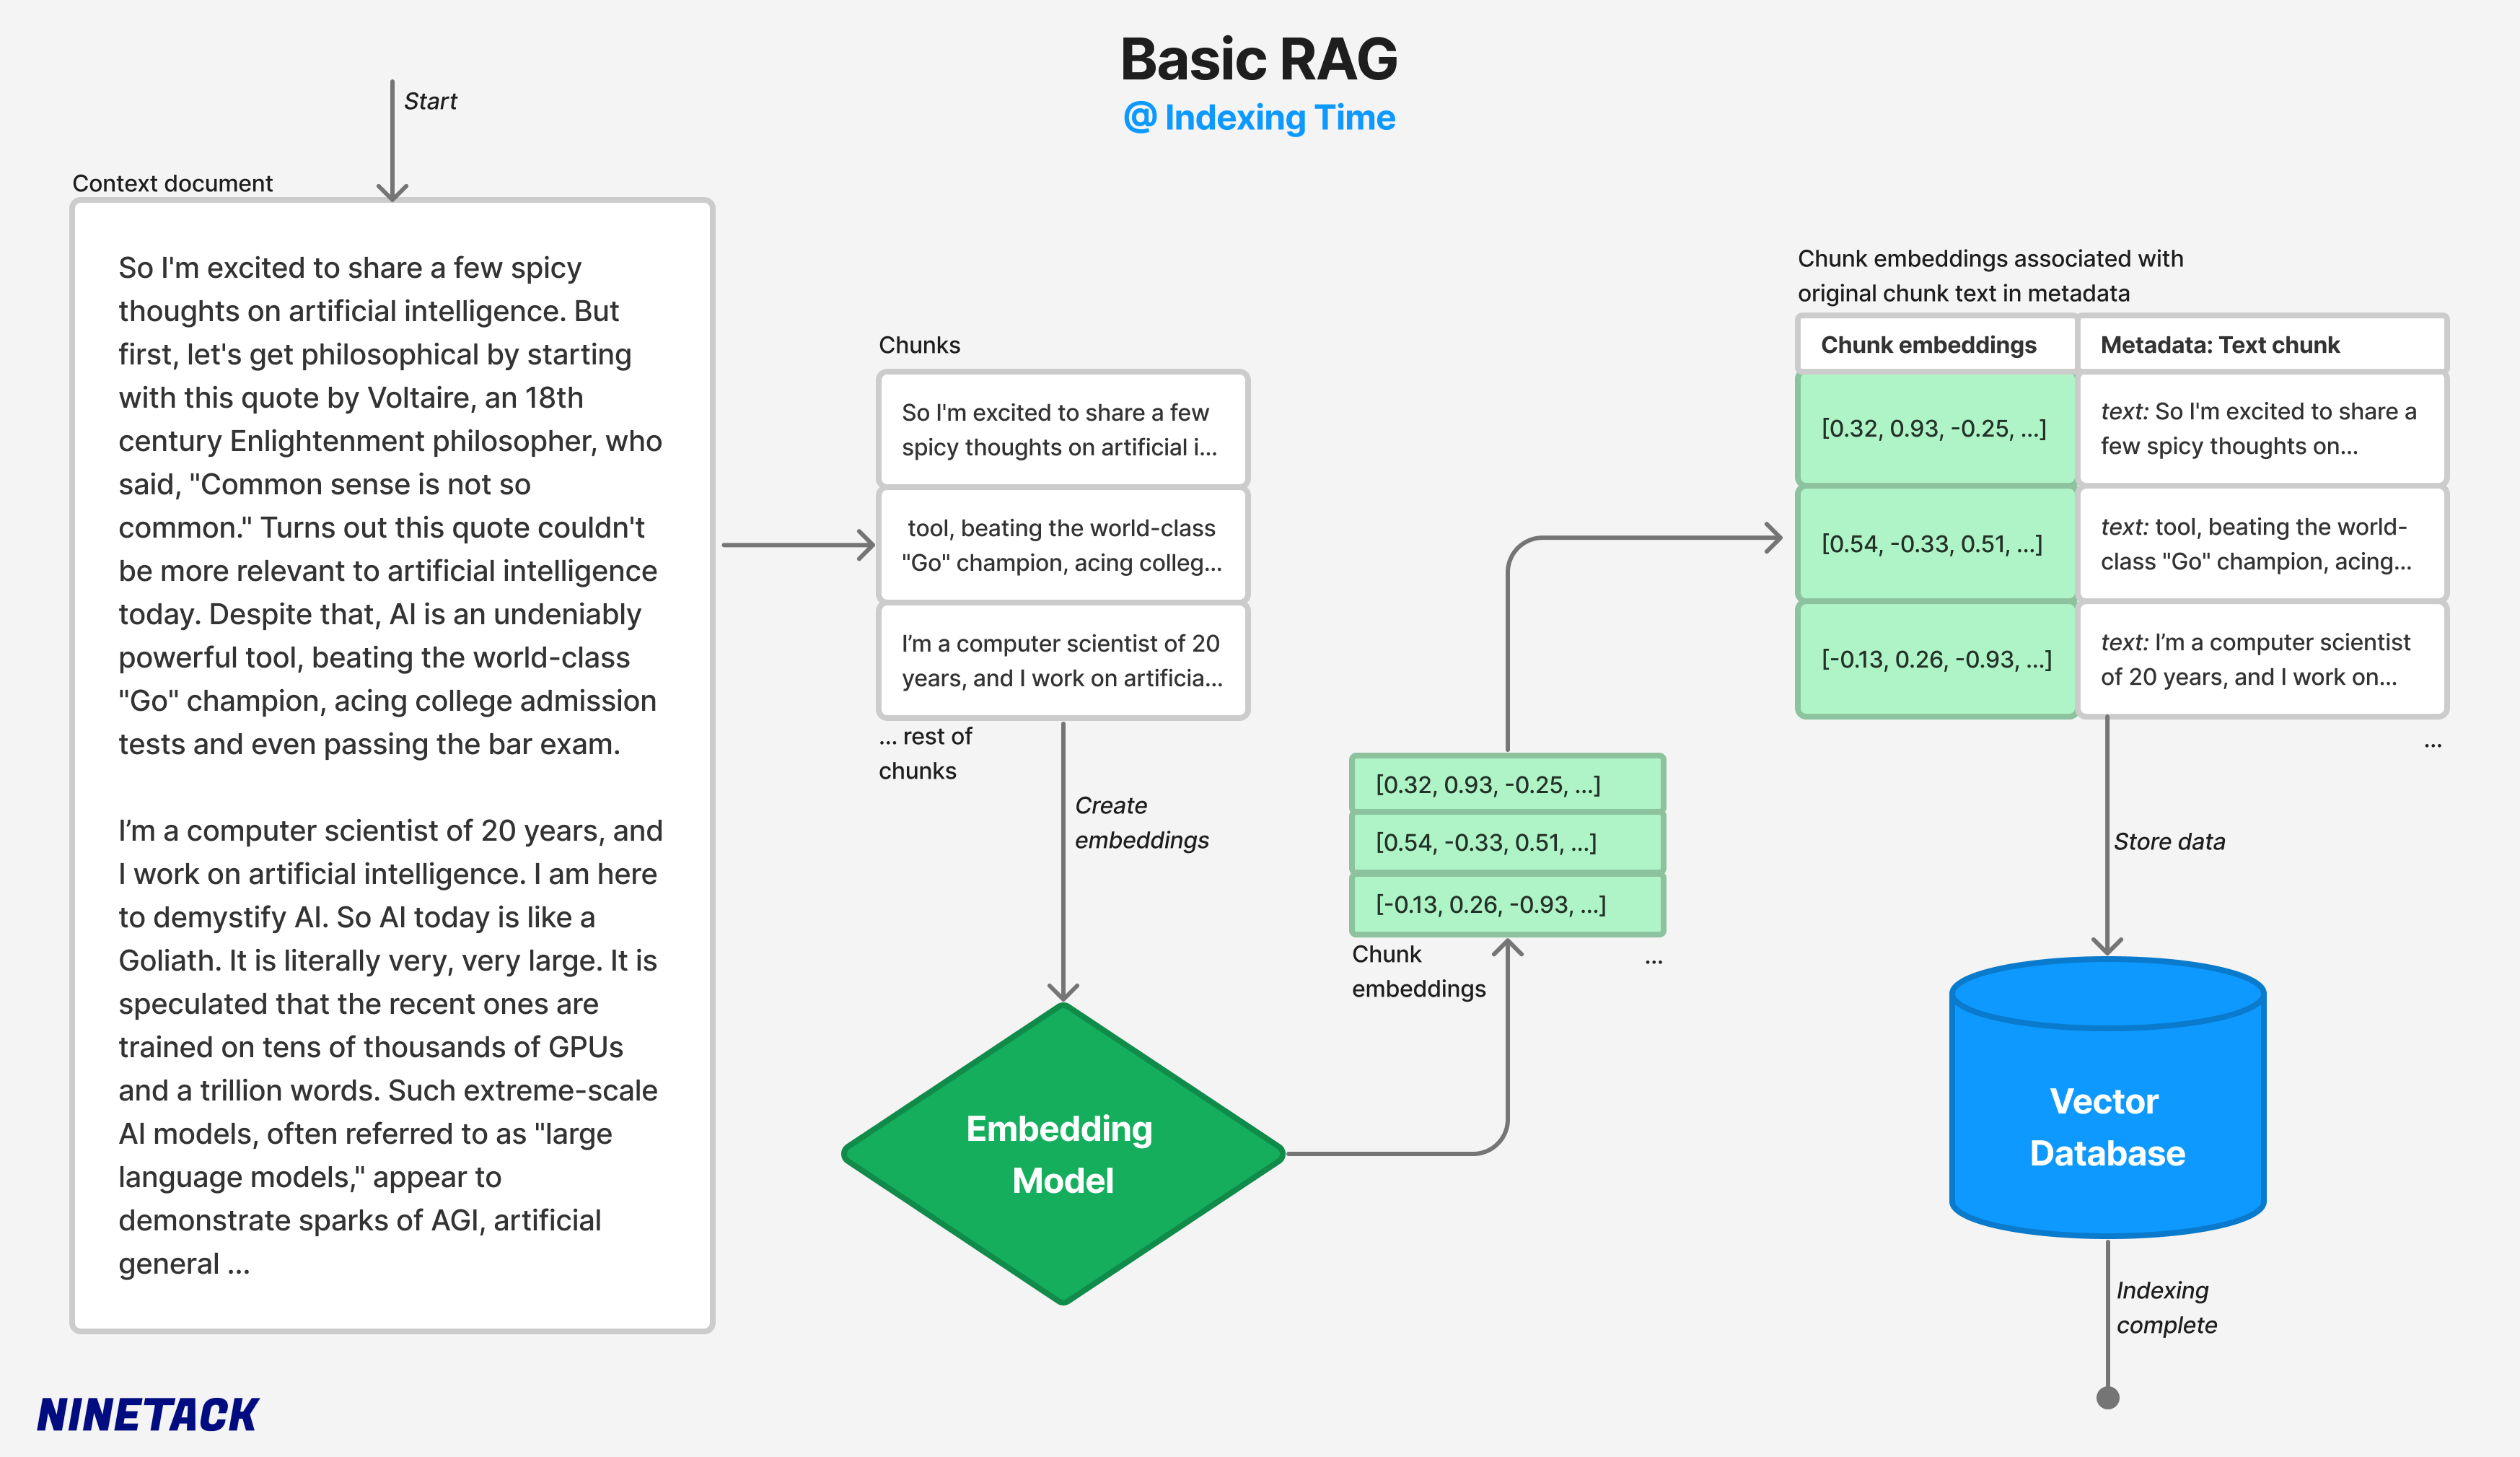 Basic RAG
@ Indexing Time
Start
Context document
So I'm excited to share a few spicy
thoughts on artificial intelligence. But
first, let's get philosophical by starting
with this quote by Voltaire, an 18th
century Enlightenment philosopher, who
said, "Common sense is not so
common." Turns out this quote couldn't
be more relevant to artificial intelligence
today. Despite that, AI is an undeniably
powerful tool, beating the world-class
"Go" champion, acing college admission
tests and even passing the bar exam.
I’m a computer scientist of 20 years, and
I work on artificial intelligence. I am here
to demystify AI. So AI today is like a
Goliath. It is literally very, very large. It is
speculated that the recent ones are
trained on tens of thousands of GPUs
and a trillion words. Such extreme-scale
AI models, often referred to as "large
language models," appear to
demonstrate sparks of AGI, artificial
general ...
Chunks
So I'm excited to share a few
spicy thoughts on artificial i...
tool, beating the world-class
"Go" champion, acing colleg...
I’m a computer scientist of 20
years, and I work on artificia...
... rest of
chunks
Create
embeddings
Embedding
Model
[0.32, 0.93, -0.25, ...]
[0.54, -0.33, 0.51, ...]
[-0.13, 0.26, -0.93, ...]
Chunk
embeddings
...
Chunk embeddings associated with
original chunk text in metadata
Chunk embeddings
Metadata: Text chunk
[0.32, 0.93, -0.25, ...]
text: So I'm excited to share a
few spicy thoughts on...
[0.54, -0.33, 0.51, ...]
text: tool, beating the world-
class "Go" champion, acing...
[-0.13, 0.26, -0.93, ...]
text: I’m a computer scientist
of 20 years, and I work on...
...
Store data
Vector
Database
Indexing
complete
NINETACK